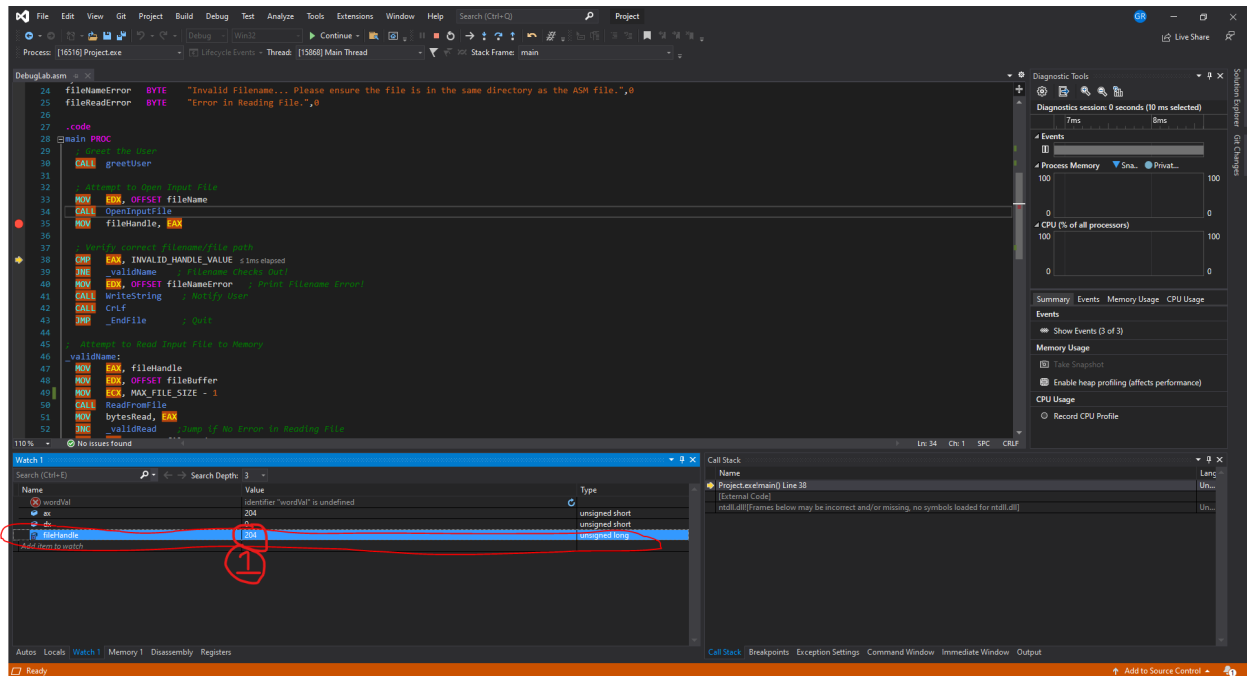 File Edit View Git Project Build Debug Test Analyze Tools Extensions Window Help Search (Ctrl+Q) Project GR
Debug Win32 Continue Live Share
Process: [16516] Project.exe Lifecycle Events Thread: [15868] Main Thread Stack Frame: main
DebugLab.asm
24 fileNameError BYTE "Invalid Filename... Please ensure the file is in the same directory as the ASM file.",0
25 fileReadError BYTE "Error in Reading File.",0
26
27 .code
28 main PROC
29 ; Greet the User
30 CALL greetUser
31
32 ; Attempt to Open Input File
33 MOV EDX, OFFSET fileName
34 CALL OpenInputFile
35 MOV fileHandle, EAX
36
37 ; Verify correct filename/file path
38 CMP EAX, INVALID_HANDLE_VALUE ≤ 1ms elapsed
39 JNE _validName ; Filename Checks Out!
40 MOV EDX, OFFSET fileNameError ; Print Filename Error!
41 CALL WriteString ; Notify User
42 CALL CrLf
43 JMP _EndFile ; Quit
44
45 ; Attempt to Read Input File to Memory
46 _validName:
47 MOV EAX, fileHandle
48 MOV EDX, OFFSET fileBuffer
49 MOV ECX, MAX_FILE_SIZE - 1
50 CALL ReadFromFile
51 MOV bytesRead, EAX
52 JNC _validRead ;Jump if No Error in Reading File
110 % No issues found Ln: 34 Ch: 1 SPC CRLF
Diagnostic Tools
Diagnostics session: 0 seconds (10 ms selected)
7ms 8ms
Events
Process Memory Sna... Privat...
100 100
0 0
CPU (% of all processors)
100 100
0 0
Summary Events Memory Usage CPU Usage
Events
Show Events (3 of 3)
Memory Usage
Take Snapshot
Enable heap profiling (affects performance)
CPU Usage
Record CPU Profile
Solution Explorer
Git Changes
Watch 1
Search (Ctrl+E) Search Depth: 3
Name Value Type
wordVal identifier "wordVal" is undefined
ax 204 unsigned short
dx 0 unsigned short
fileHandle 204 unsigned long
Add item to watch
1
Autos Locals Watch 1 Memory 1 Disassembly Registers
Call Stack
Name Lang
Project.exe!main() Line 38 Un...
[External Code]
ntdll.dll![Frames below may be incorrect and/or missing, no symbols loaded for ntdll.dll] Un...
Call Stack Breakpoints Exception Settings Command Window Immediate Window Output
Ready Add to Source Control